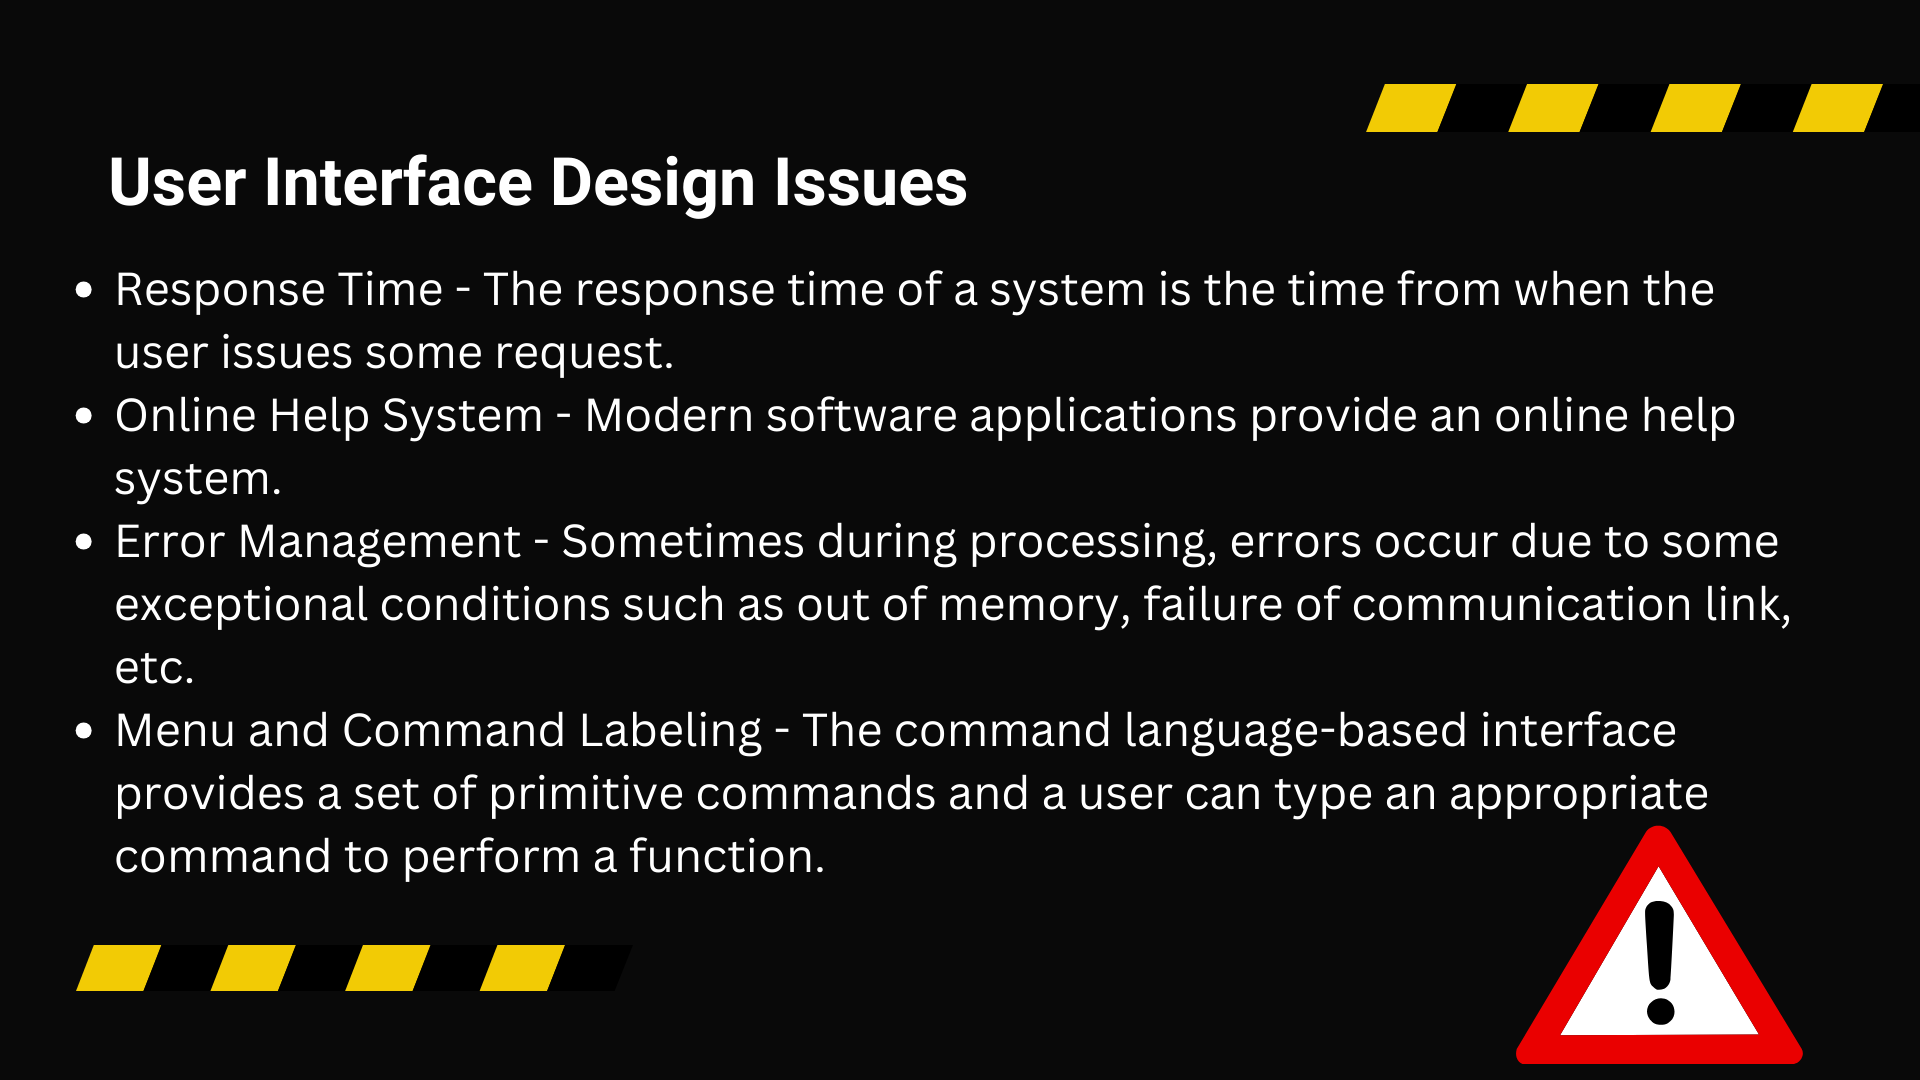 User Interface Design Issues
• Response Time - The response time of a system is the time from when the
user issues some request.
• Online Help System - Modern software applications provide an online help
system.
• Error Management - Sometimes during processing, errors occur due to some
exceptional conditions such as out of memory, failure of communication link,
etc.
• Menu and Command Labeling - The command language-based interface
provides a set of primitive commands and a user can type an appropriate
command to perform a function.